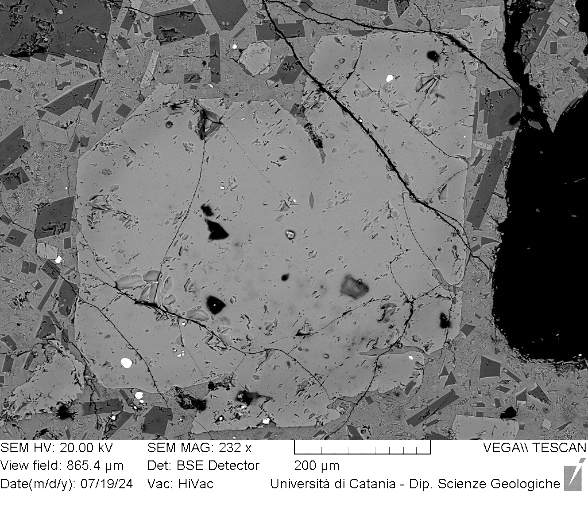 SEM HV: 20.00 kV SEM MAG: 232 x VEGA\\ TESCAN
View field: 865.4 µm Det: BSE Detector 200 µm
Date(m/d/y): 07/19/24 Vac: HiVac Università di Catania - Dip. Scienze Geologiche